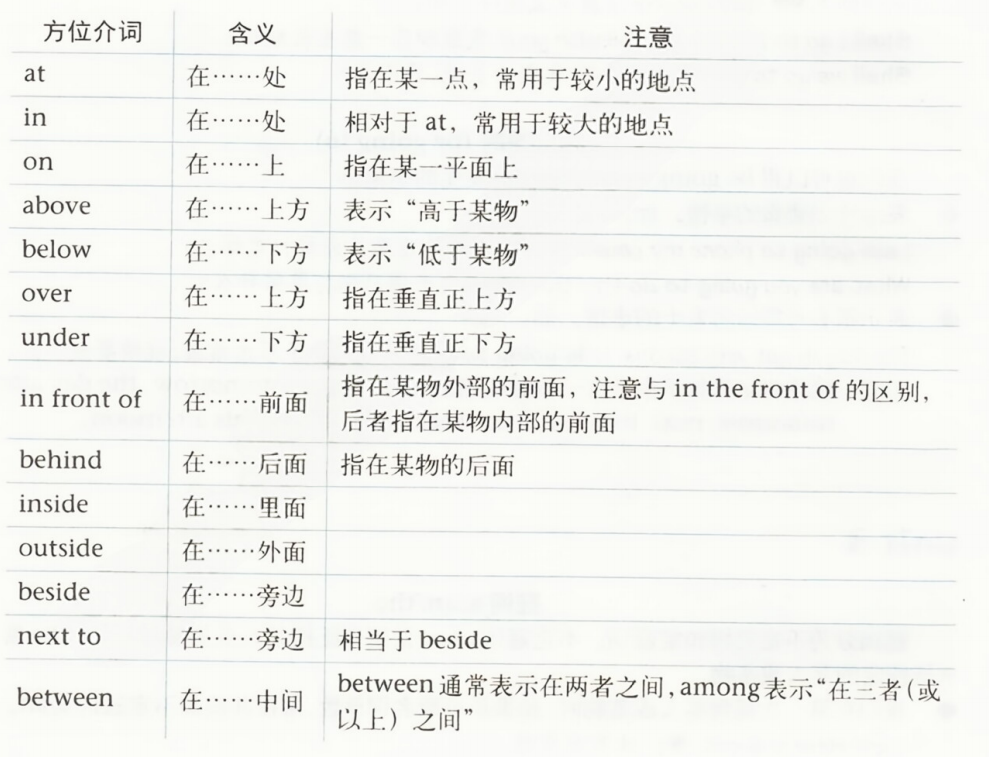 方位介词 含义 注意
at 在……处 指在某一点，常用于较小的地点
in 在……处 相对于 at，常用于较大的地点
on 在……上 指在某一平面上
above 在……上方 表示“高于某物”
below 在……下方 表示“低于某物”
over 在……上方 指在垂直正上方
under 在……下方 指在垂直正下方
in front of 在……前面 指在某物外部的前面，注意与 in the front of 的区别，
后者指在某物内部的前面
behind 在……后面 指在某物的后面
inside 在……里面
outside 在……外面
beside 在……旁边
next to 在……旁边 相当于 beside
between 在……中间 between 通常表示在两者之间，among 表示“在三者（或
以上）之间”